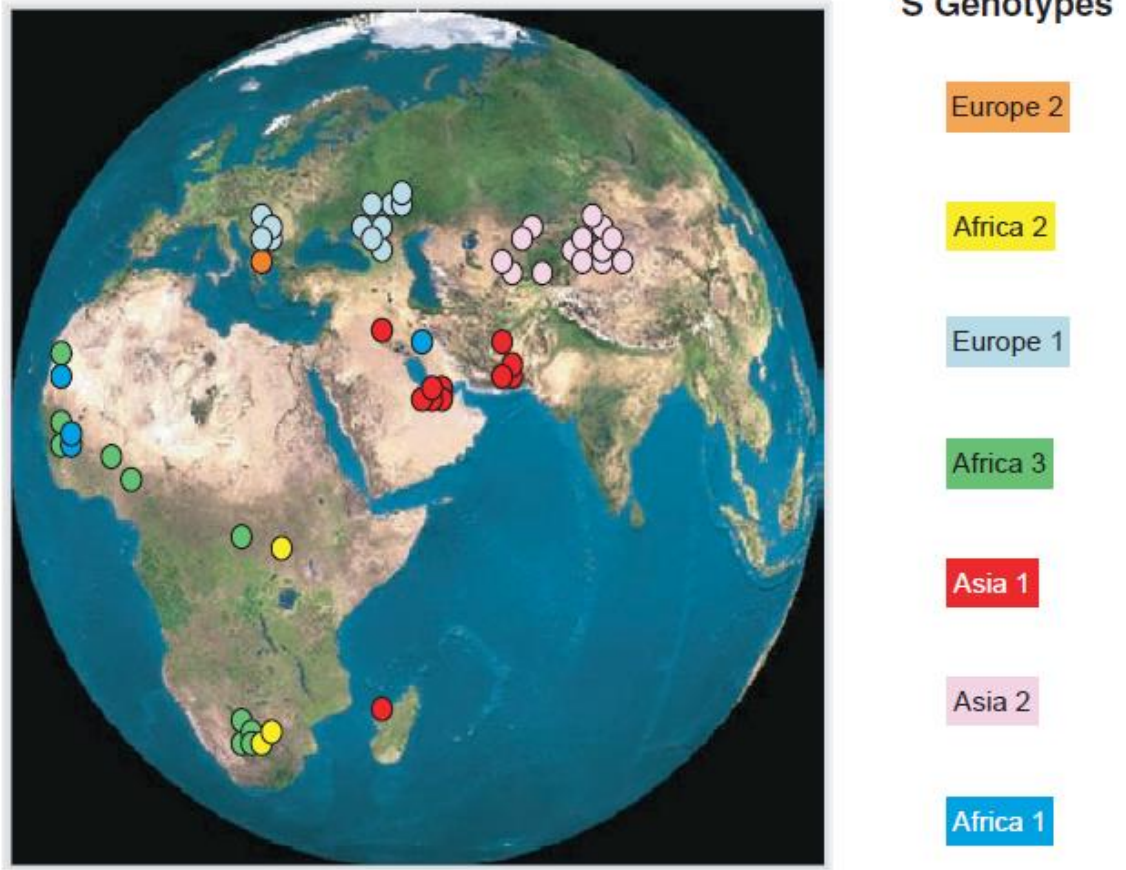 S Genotypes
Europe 2
Africa 2
Europe 1
Africa 3
Asia 1
Asia 2
Africa 1